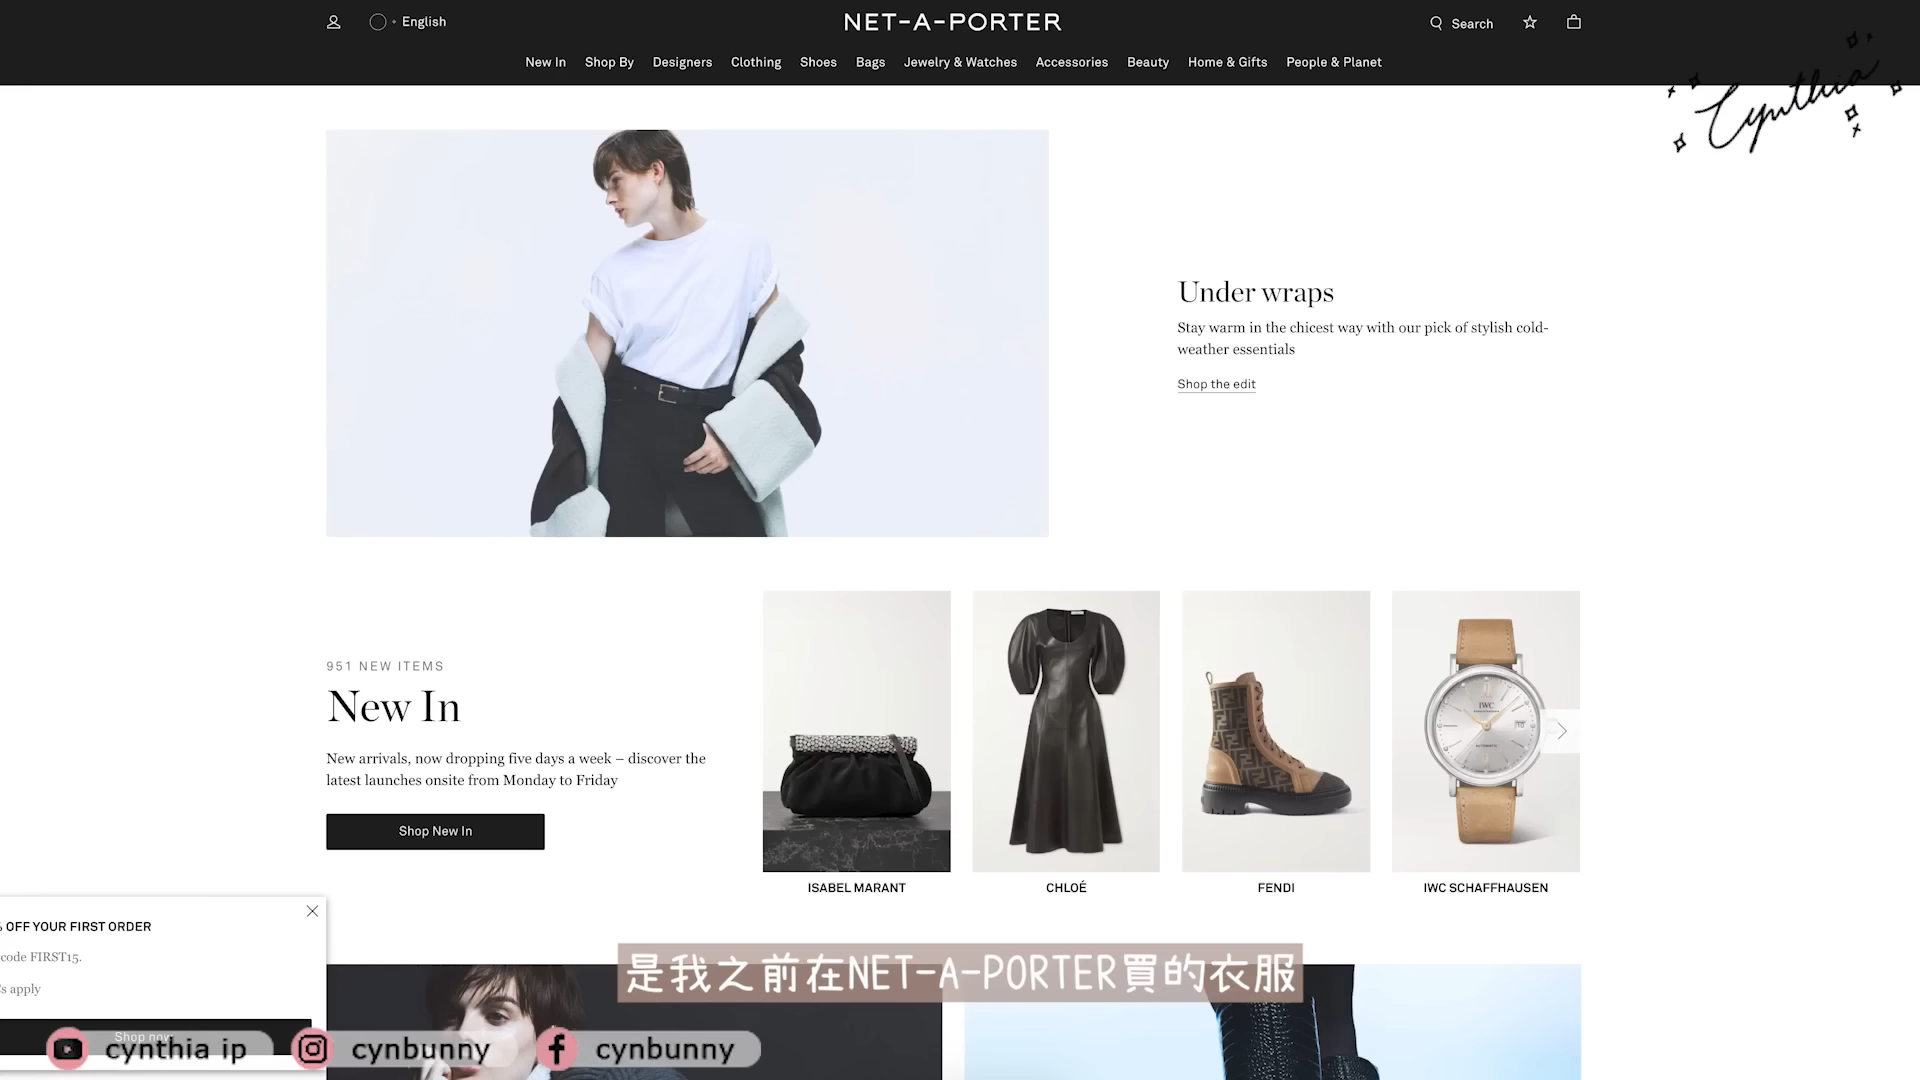 English
NET-A-PORTER
Search
New In
Shop By
Designers
Clothing
Shoes
Bags
Jewelry & Watches
Accessories
Beauty
Home & Gifts
People & Planet
Cynthia
Under wraps
Stay warm in the chicest way with our pick of stylish cold-
weather essentials
Shop the edit
951 NEW ITEMS
New In
New arrivals, now dropping five days a week – discover the
latest launches onsite from Monday to Friday
Shop New In
IWC
ISABEL MARANT
CHLOÉ
FENDI
IWC SCHAFFHAUSEN
OFF YOUR FIRST ORDER
code FIRST15.
apply
Shop now
是我之前在NET-A-PORTER買的衣服
cynthia ip
cynbunny
cynbunny